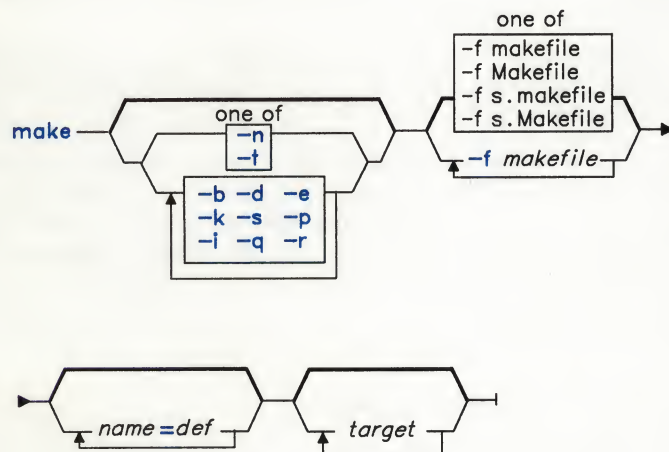 one of
-f makefile
-f Makefile
-f s.makefile
-f s.Makefile
make
one of
-n
-t
-f makefile
-b -d -e
-k -s -p
-i -q -r
name=def
target